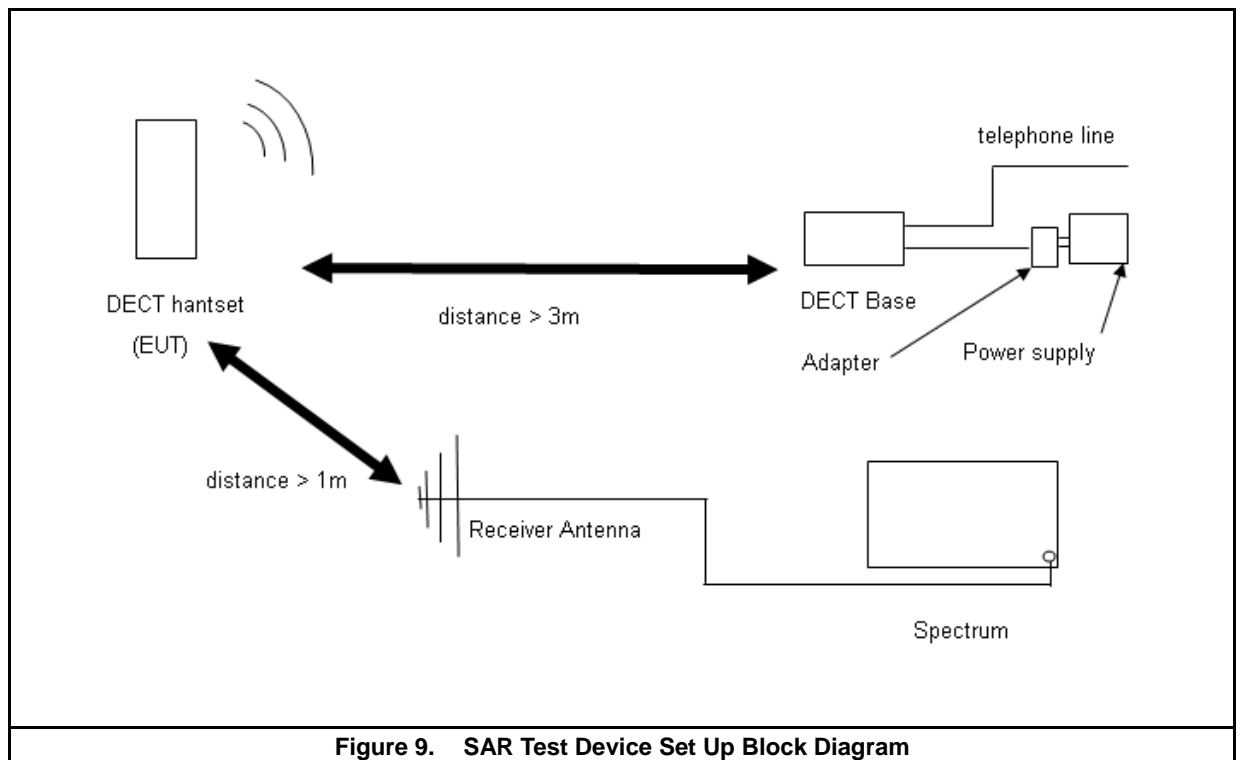 telephone line
DECT hantset
(EUT)
distance > 3m
DECT Base
Adapter
Power supply
distance > 1m
Receiver Antenna
Spectrum
Figure 9. SAR Test Device Set Up Block Diagram